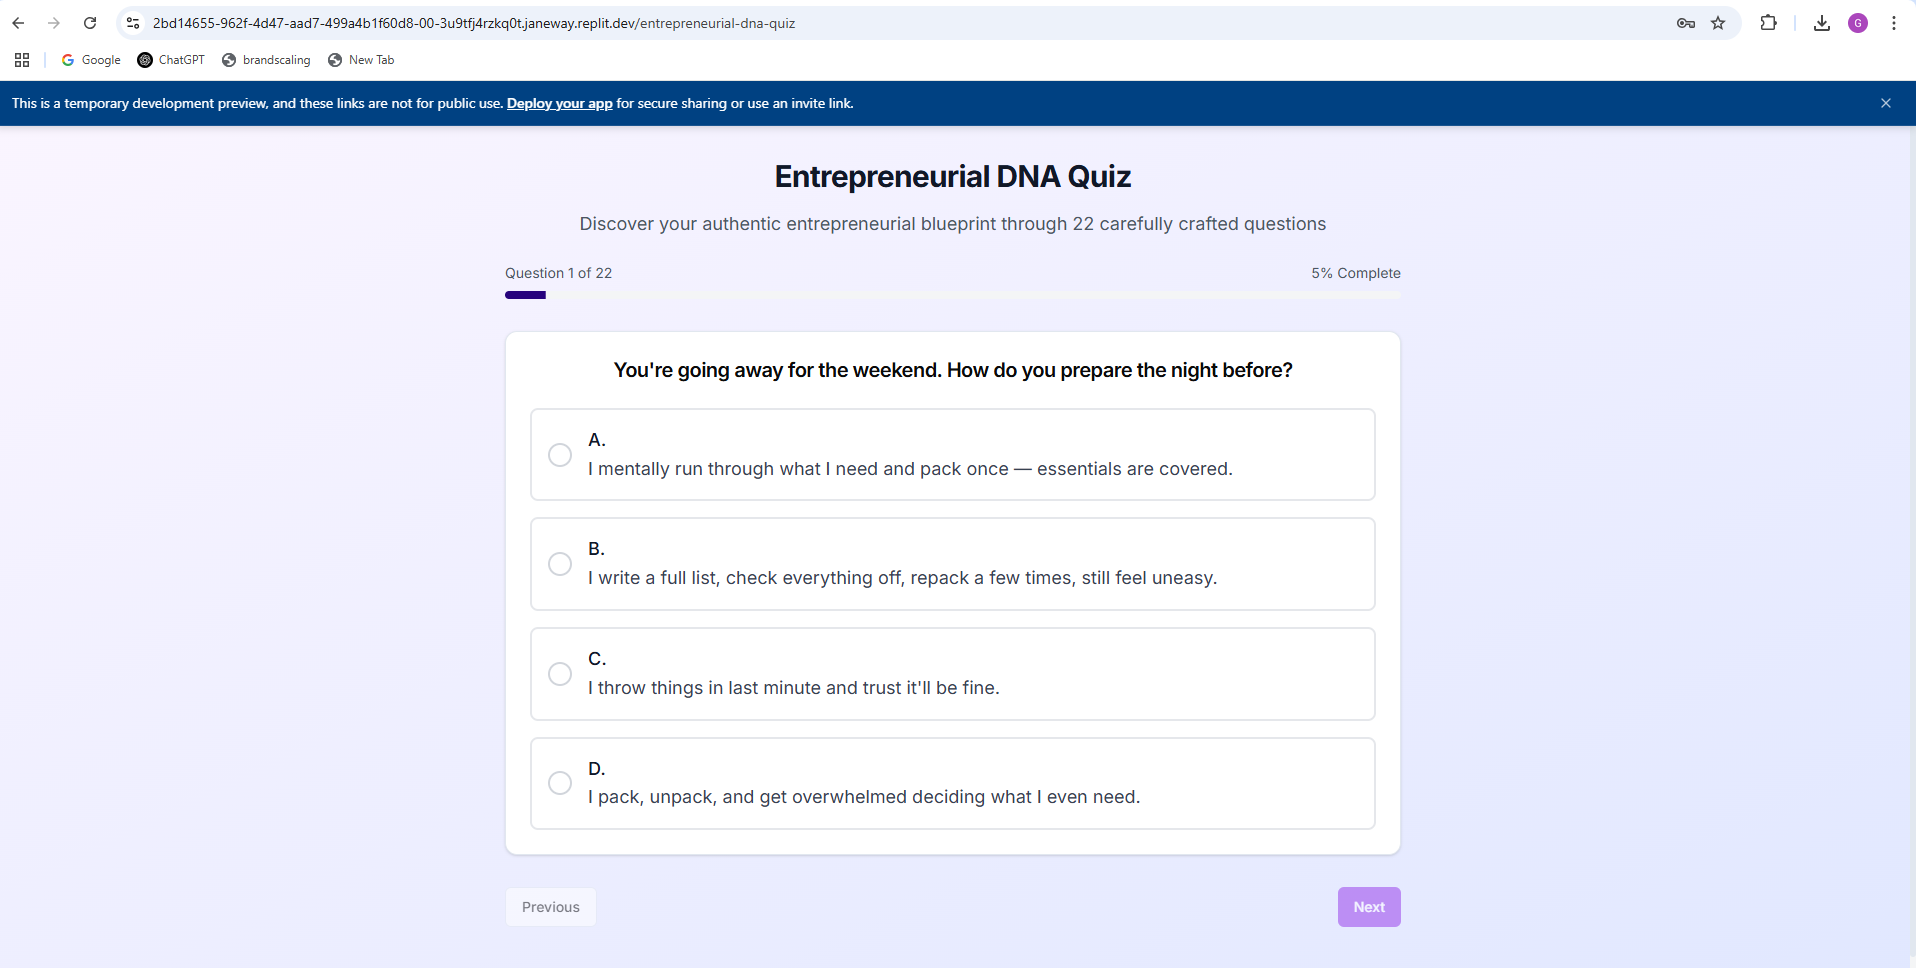 2bd14655-962f-4d47-aad7-499a4b1f60d8-00-3u9tfj4rzkq0t.janeway.replit.dev/entrepreneurial-dna-quiz
G
Google
ChatGPT
brandscaling
New Tab
This is a temporary development preview, and these links are not for public use. Deploy your app for secure sharing or use an invite link.
Entrepreneurial DNA Quiz
Discover your authentic entrepreneurial blueprint through 22 carefully crafted questions
Question 1 of 22
5% Complete
You're going away for the weekend. How do you prepare the night before?
A.
I mentally run through what I need and pack once — essentials are covered.
B.
I write a full list, check everything off, repack a few times, still feel uneasy.
C.
I throw things in last minute and trust it'll be fine.
D.
I pack, unpack, and get overwhelmed deciding what I even need.
Previous
Next